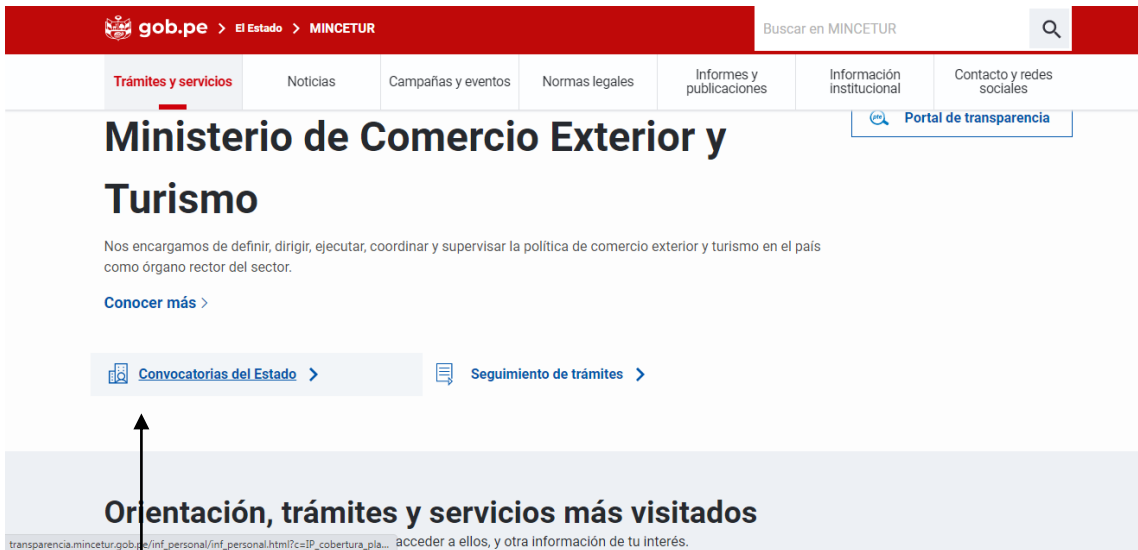 gob.pe > El Estado > MINCETUR
Buscar en MINCETUR
Trámites y servicios
Noticias
Campañas y eventos
Normas legales
Informes y
publicaciones
Información
institucional
Contacto y redes
sociales
Portal de transparencia
Ministerio de Comercio Exterior y
Turismo
Nos encargamos de definir, dirigir, ejecutar, coordinar y supervisar la política de comercio exterior y turismo en el país
como órgano rector del sector.
Conocer más >
Convocatorias del Estado >
Seguimiento de trámites >
Orientación, trámites y servicios más visitados
acceder a ellos, y otra información de tu interés.
transparencia.mincetur.gob.pe/inf_personal/inf_personal.html?c=IP_cobertura_pla...